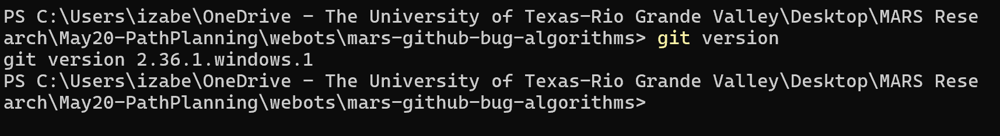 PS C:\Users\izabe\OneDrive - The University of Texas-Rio Grande Valley\Desktop\MARS Rese
arch\May20-PathPlanning\webots\mars-github-bug-algorithms> git version
git version 2.36.1.windows.1
PS C:\Users\izabe\OneDrive - The University of Texas-Rio Grande Valley\Desktop\MARS Rese
arch\May20-PathPlanning\webots\mars-github-bug-algorithms>